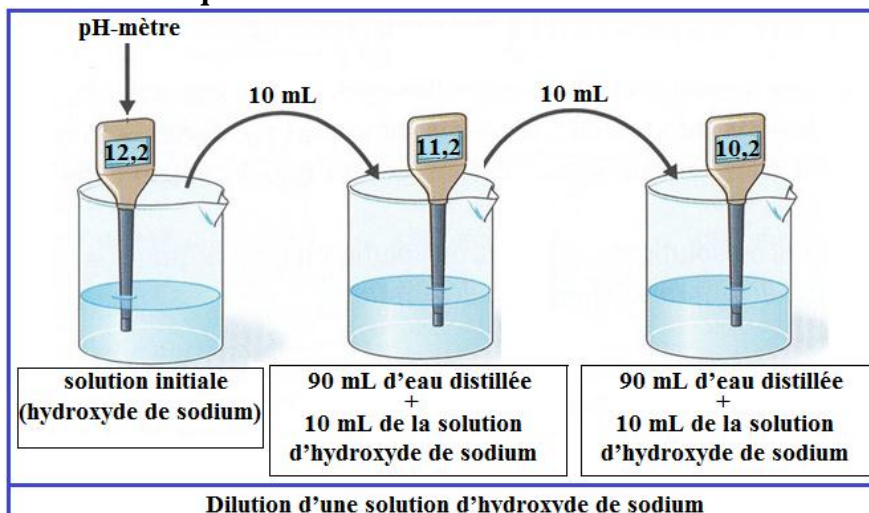 pH-mètre
10 mL
10 mL
12,2
11,2
10,2
solution initiale
(hydroxyde de sodium)
90 mL d'eau distillée
+
10 mL de la solution
d'hydroxyde de sodium
90 mL d'eau distillée
+
10 mL de la solution
d'hydroxyde de sodium
Dilution d'une solution d'hydroxyde de sodium